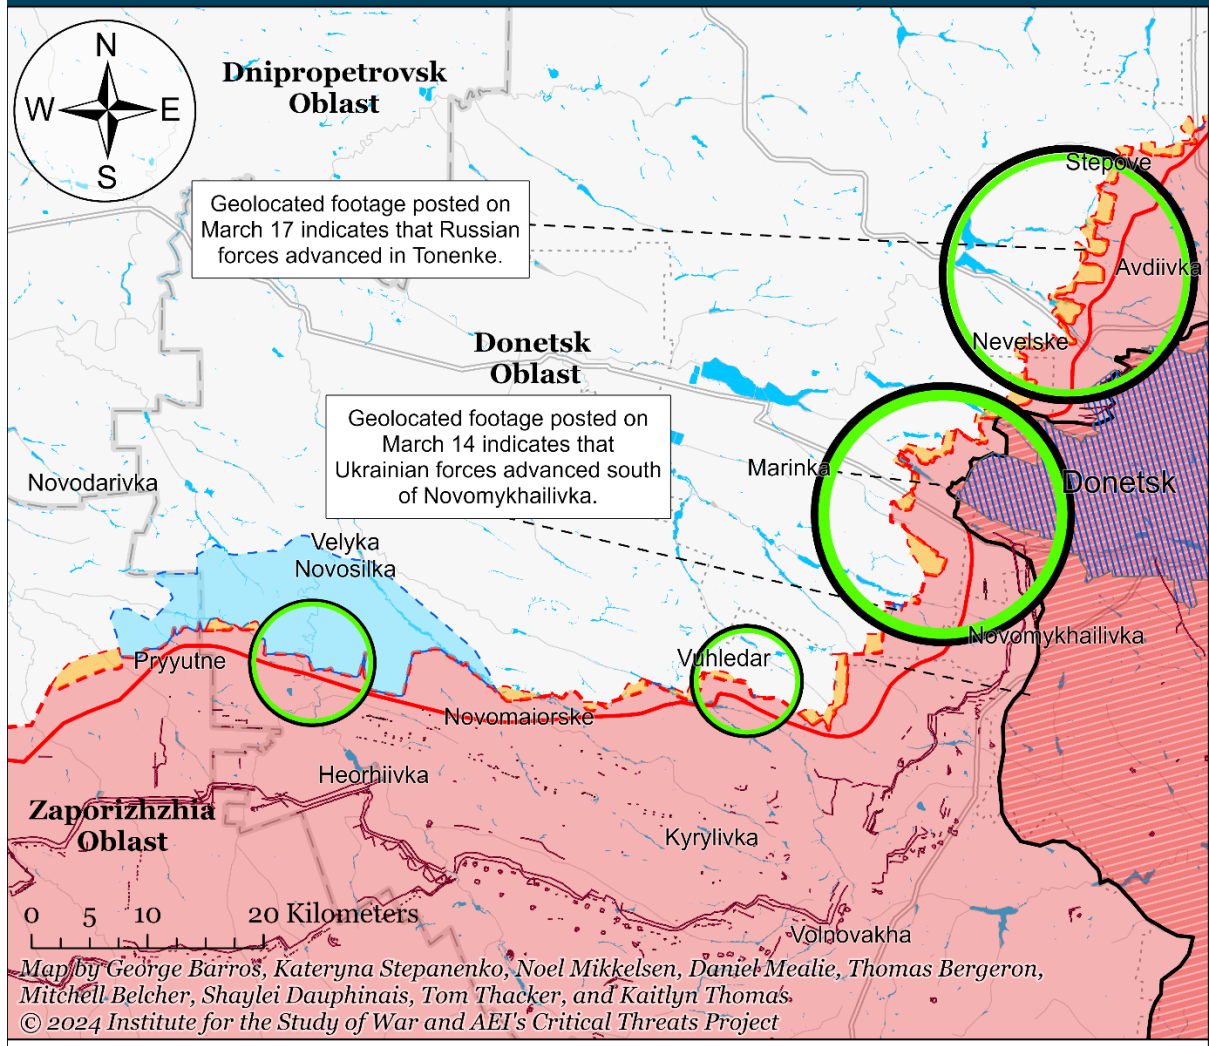 N
W
E
S
Dnipropetrovsk
Oblast
Stepove
Geolocated footage posted on
March 17 indicates that Russian
forces advanced in Tonenke.
Avdiivka
Donetsk
Oblast
Nevelske
Geolocated footage posted on
March 14 indicates that
Ukrainian forces advanced south
of Novomykhailivka.
Marinka
Novodarivka
Donetsk
Velyka
Novosilka
Novomykhailivka
Pryyutne
Vuhledar
Novomaiorske
Heorhiivka
Zaporizhzhia
Oblast
Kyrylivka
0 5 10 20 Kilometers
Volnovakha
Map by George Barros, Kateryna Stepanenko, Noel Mikkelsen, Daniel Mealie, Thomas Bergeron,
Mitchell Belcher, Shaylei Dauphinais, Tom Thacker, and Kaitlyn Thomas
© 2024 Institute for the Study of War and AEI's Critical Threats Project